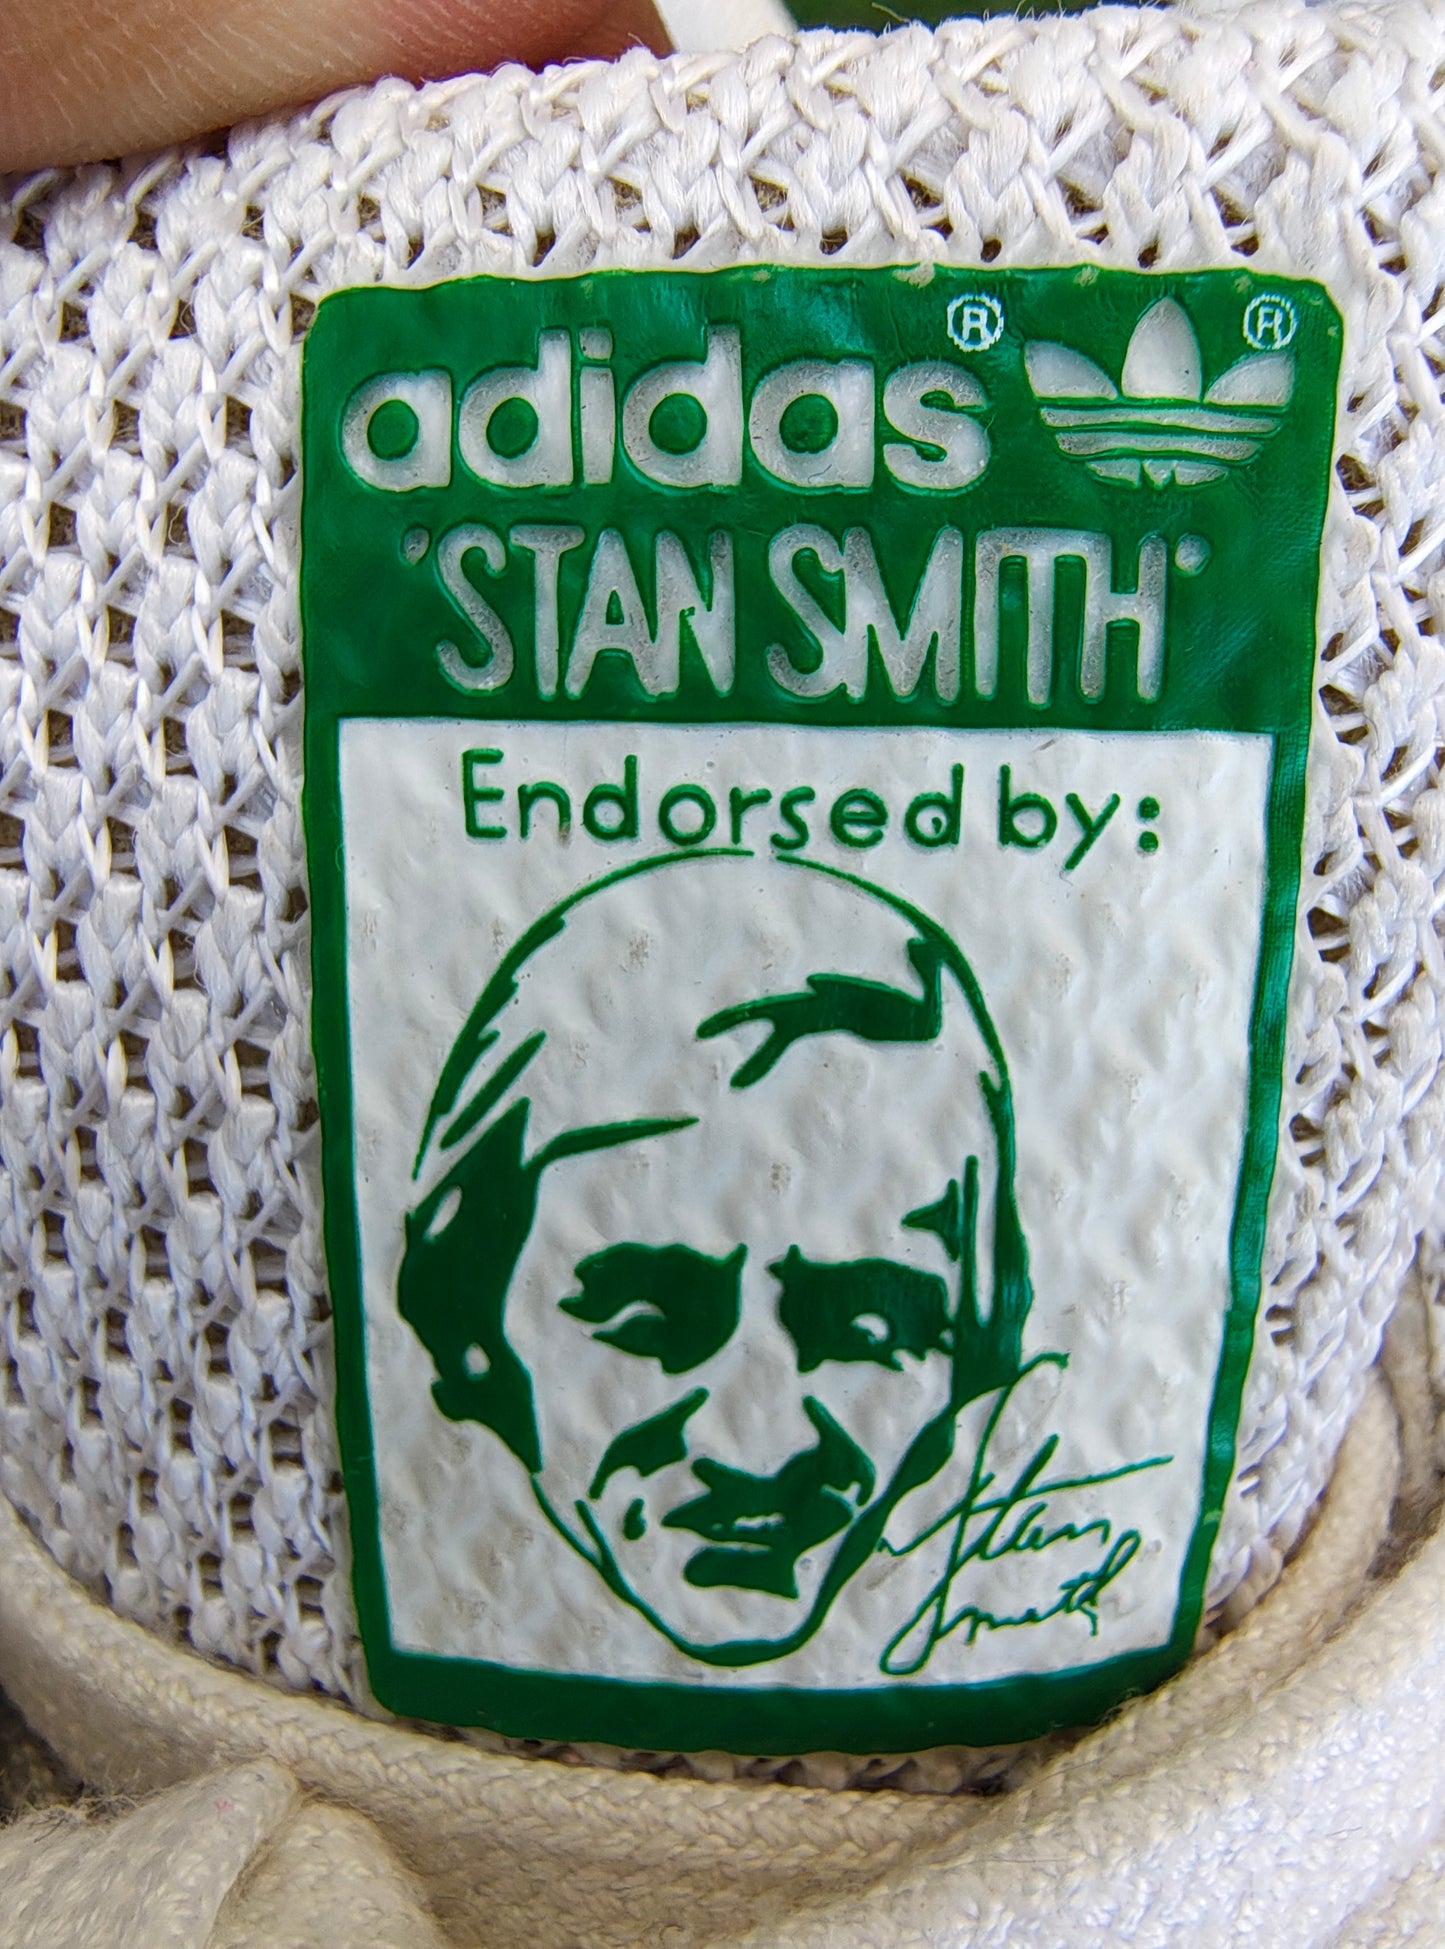 adidas® ®
'STAN SMITH'
Endorsed by:
Stan
Smith